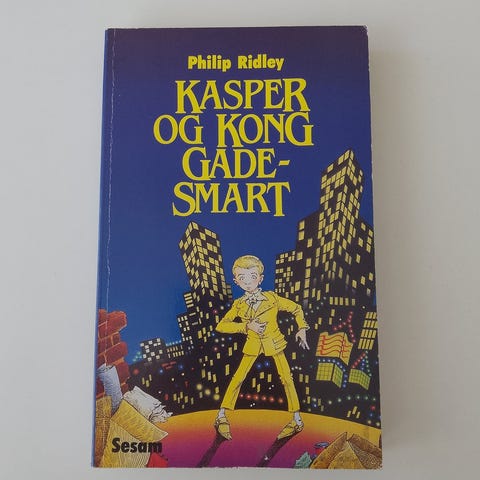 Philip Ridley
KASPER
OG KONG
GADE-
SMART
Sesam